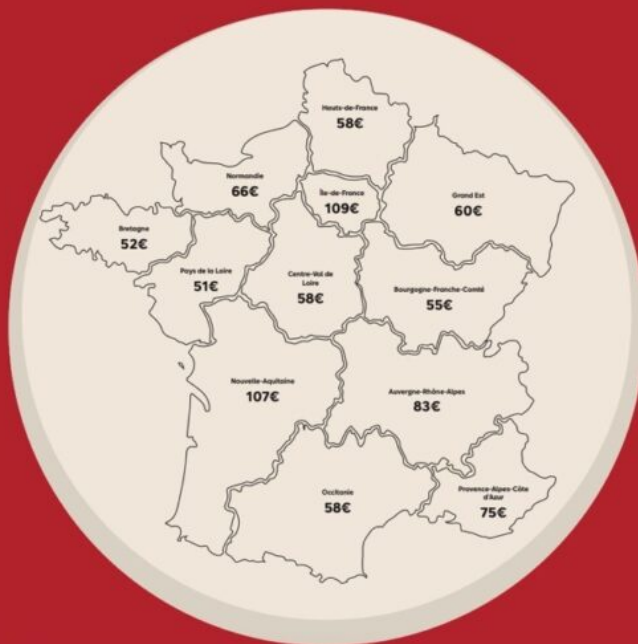 Hauts-de-France
58€
Normandie
66€
Île-de-France
109€
Grand Est
60€
Bretagne
52€
Pays de la Loire
51€
Centre-Val de
Loire
58€
Bourgogne-Franche-Comté
55€
Nouvelle-Aquitaine
107€
Auvergne-Rhône-Alpes
83€
Occitanie
58€
Provence-Alpes-Côte
d'Azur
75€